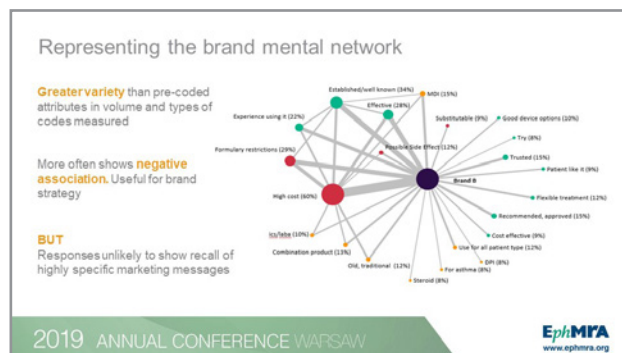 Representing the brand mental network
Greater variety than pre-coded
attributes in volume and types of
codes measured
More often shows negative
association. Useful for brand
strategy
BUT
Responses unlikely to show recall of
highly specific marketing messages
Established/well known (34%)
MDI (15%)
Effective (28%)
Experience using it (22%)
Substitutable (9%)
Good device options (10%)
Try (8%)
Formulary restrictions (29%)
Possible Side Effect (12%)
Trusted (15%)
Patient like it (9%)
Brand B
High cost (60%)
Flexible treatment (12%)
Recommended, approved (15%)
Ics/laba (10%)
Cost effective (9%)
Combination product (13%)
Use for all patient type (12%)
Old, traditional (12%)
DPI (8%)
For asthma (8%)
Steroid (8%)
2019 ANNUAL CONFERENCE WARSAW
EphMRA
www.ephmra.org